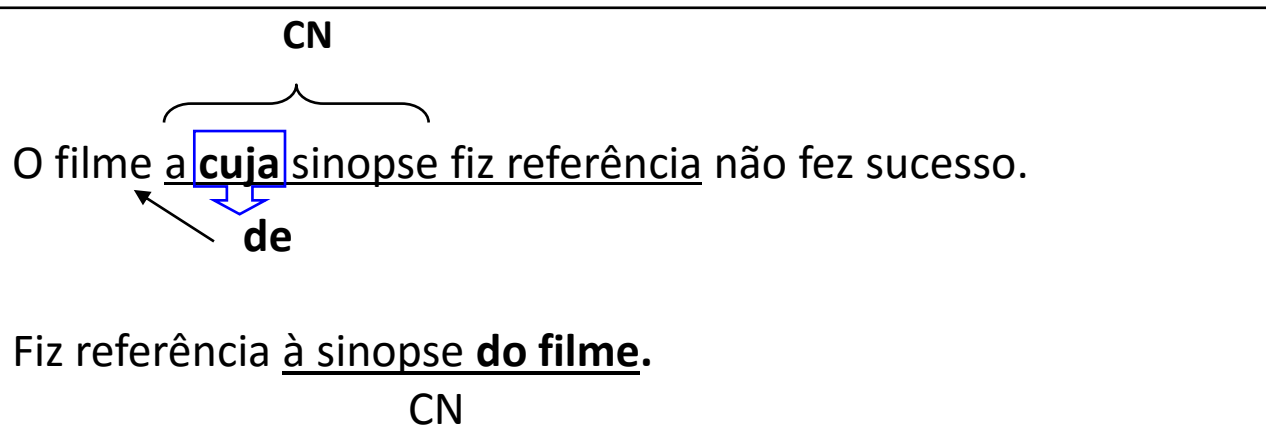 CN
O filme a cuja sinopse fiz referência não fez sucesso.
de
Fiz referência à sinopse do filme.
CN